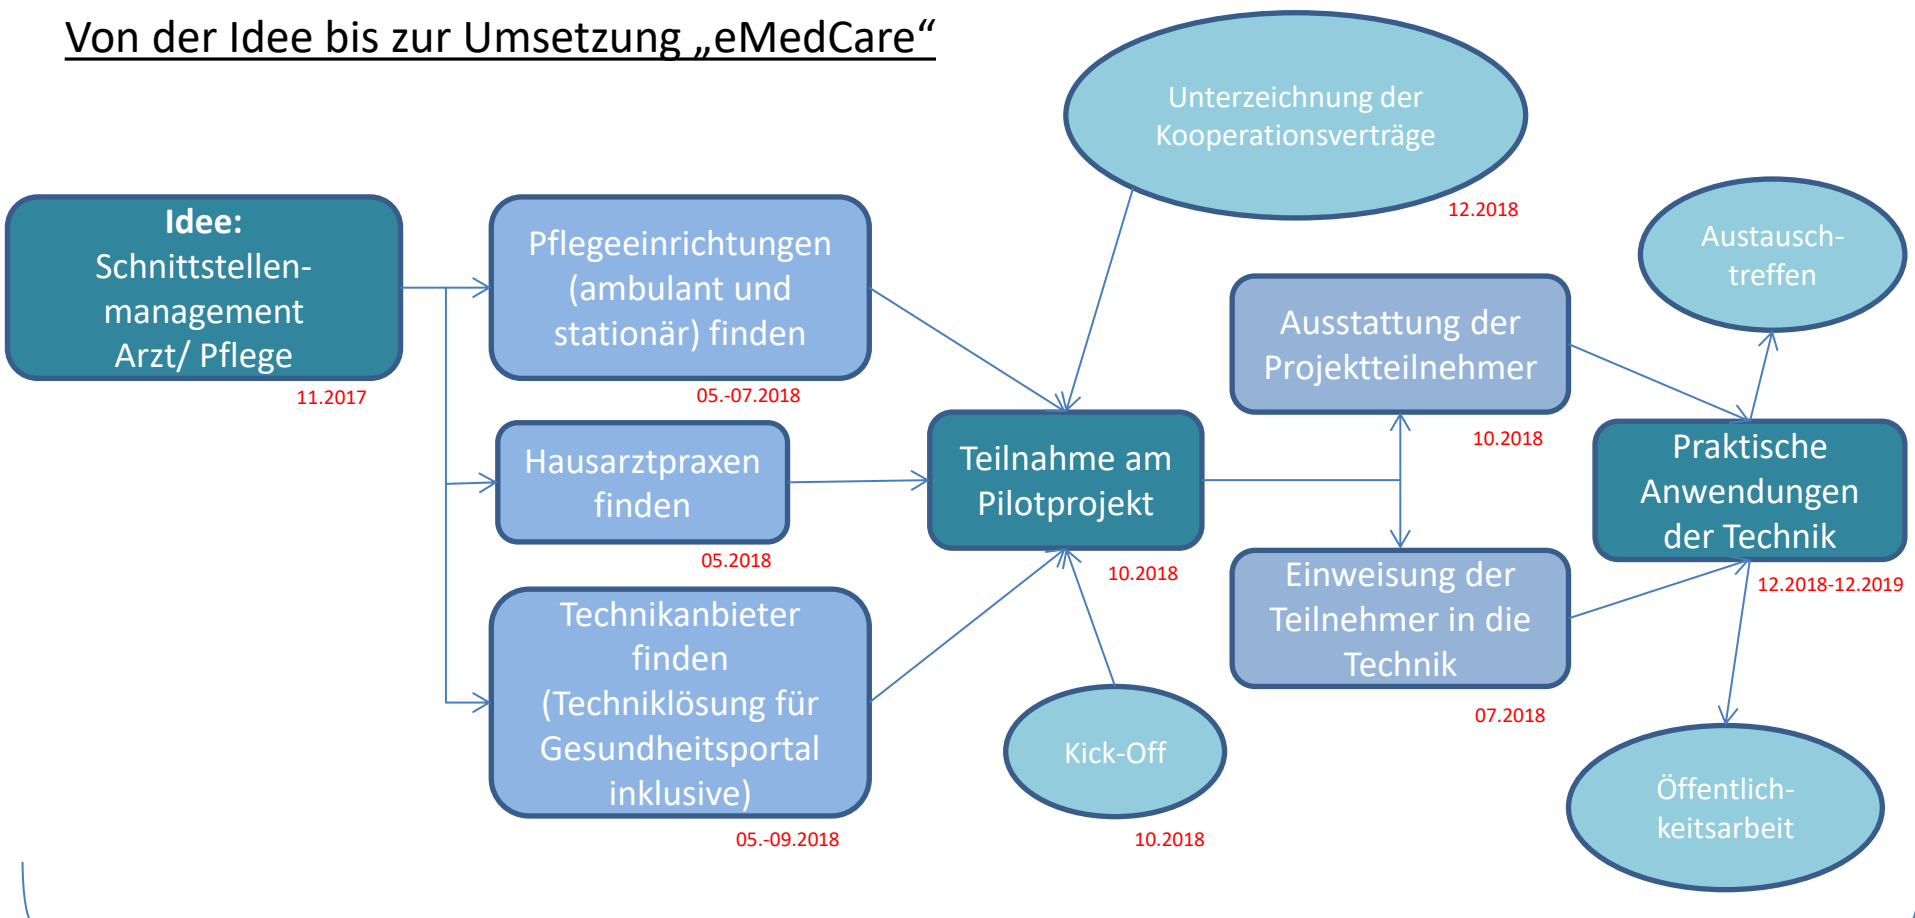 Von der Idee bis zur Umsetzung „eMedCare“
Idee:
Schnittstellen-
management
Arzt/ Pflege
11.2017
Pflegeeinrichtungen
(ambulant und
stationär) finden
05.-07.2018
Hausarztpraxen
finden
05.2018
Technikanbieter
finden
(Techniklösung für
Gesundheitsportal
inklusive)
05.-09.2018
Unterzeichnung der
Kooperationsverträge
12.2018
Teilnahme am
Pilotprojekt
10.2018
Kick-Off
10.2018
Ausstattung der
Projektteilnehmer
10.2018
Einweisung der
Teilnehmer in die
Technik
07.2018
Austausch-
treffen
Praktische
Anwendungen
der Technik
12.2018-12.2019
Öffentlich-
keitsarbeit